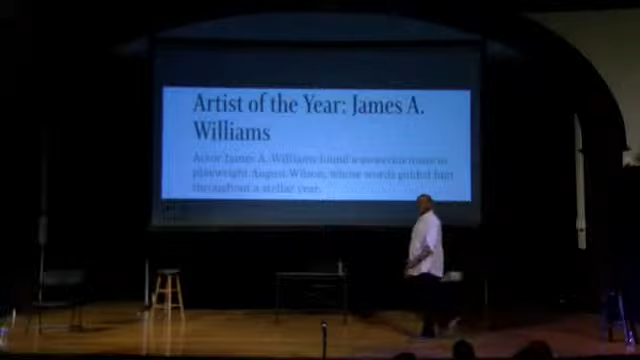 Artist of the Year: James A.
Williams
Actor James A. Williams found a
playwright August Wilson, whose words guided him
throughout a stellar year.